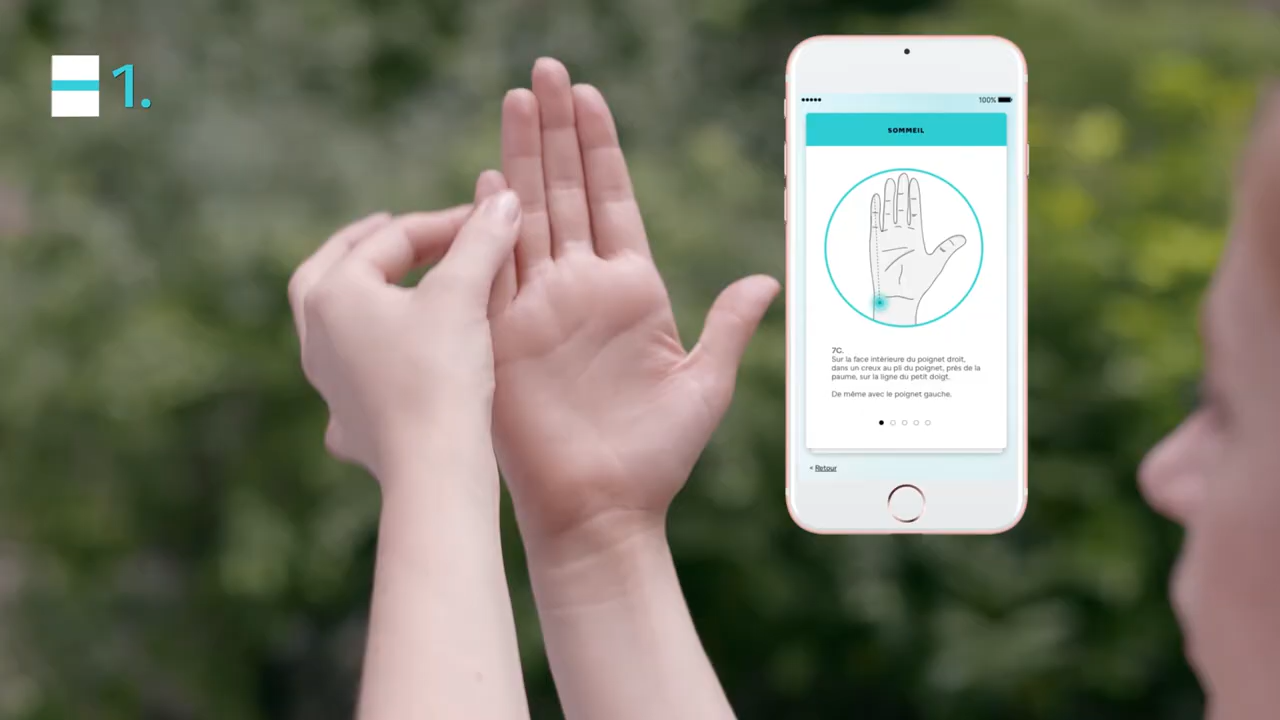 1.
100%
SOMMEIL
7C.
Sur la face intérieure du poignet droit,
dans un creux au pli du poignet, près de la
paume, sur la ligne du petit doigt.
De même avec le poignet gauche.
< Retour